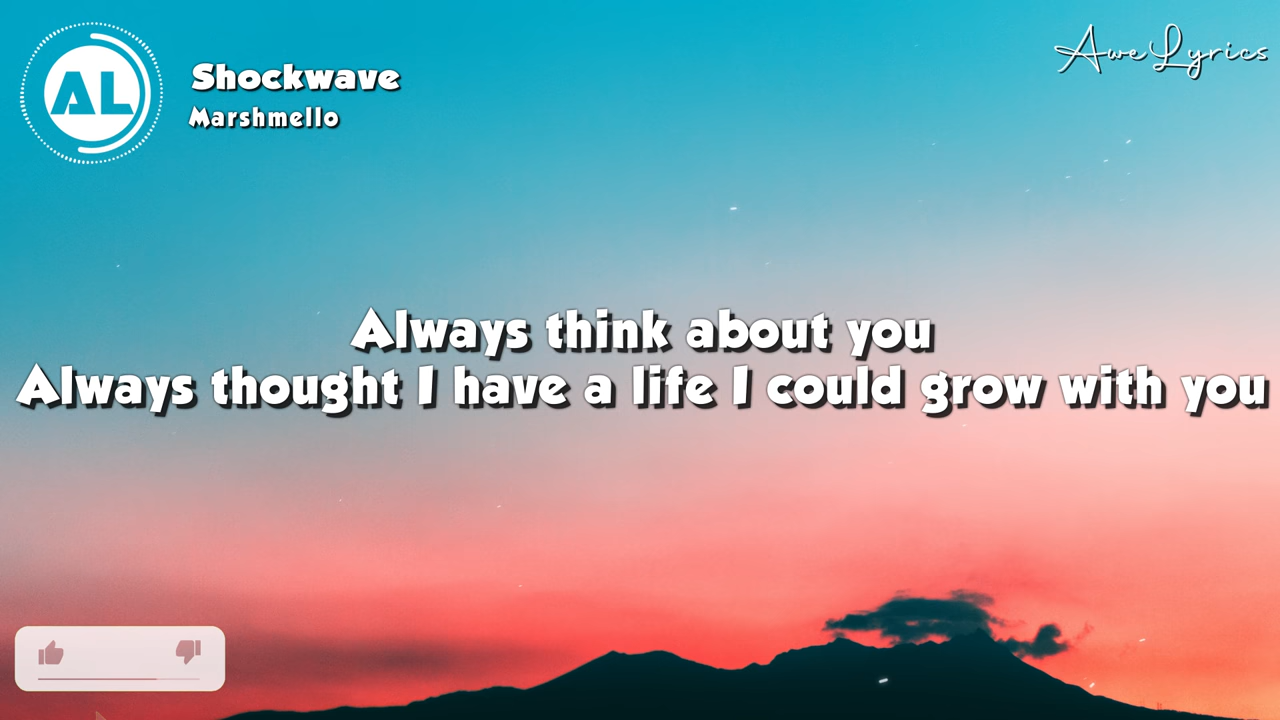 AL
Shockwave
Marshmello
AweLyrics
Always think about you
Always thought I have a life I could grow with you